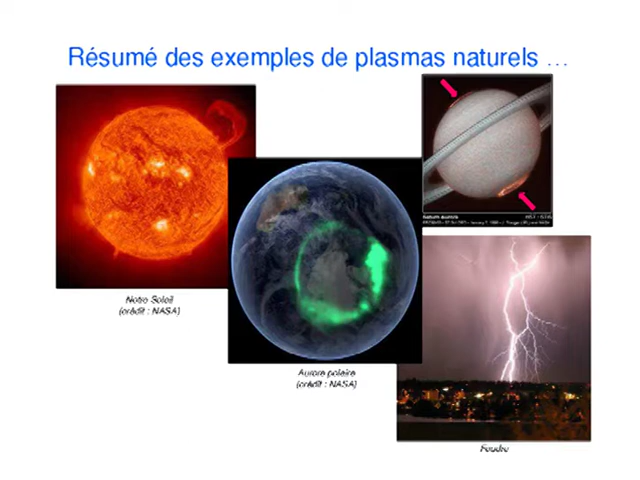 Résumé des exemples de plasmas naturels ...
Saturn Aurora
Notre Soleil
(crédit : NASA)
Aurore polaire
(crédit : NASA)
Foudre